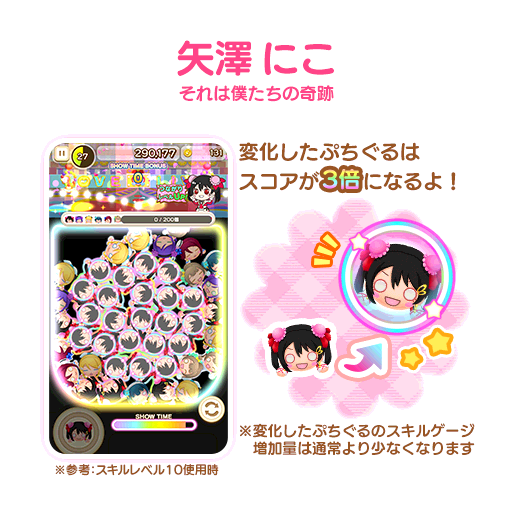 矢澤 にこ
それは僕たちの奇跡
27
290,177
131
SHOW TIME BONUS
0
0 / 200個
SHOW TIME
※参考:スキルレベル10使用時
変化したぷちぐるは
スコアが3倍になるよ!
※変化したぷちぐるのスキルゲージ
増加量は通常より少なくなります